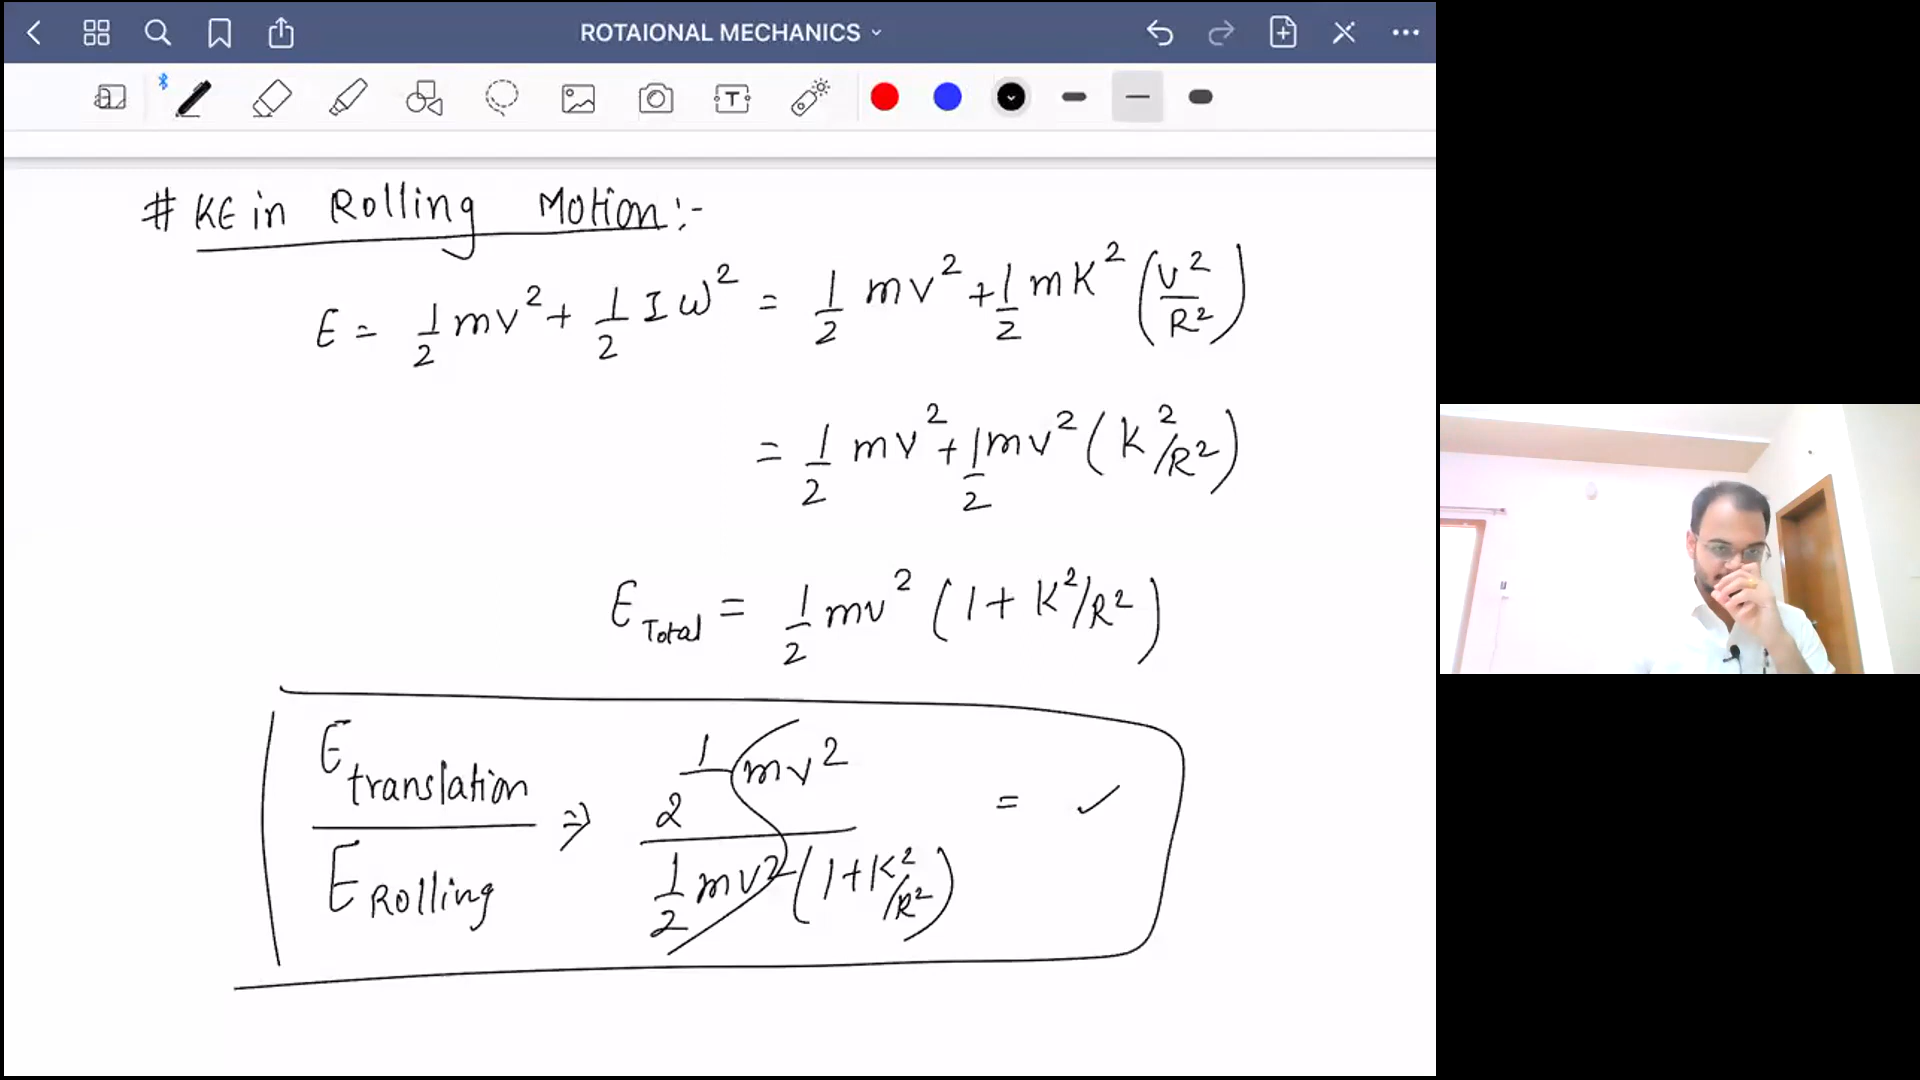 ROTAIONAL MECHANICS
T
# KE in Rolling Motion :-
E = 1/2 mv² + 1/2 I ω² = 1/2 mv² + 1/2 mK² (v²/R²)
= 1/2 mv² + 1/2 mv² (K²/R²)
E Total = 1/2 mv² (1 + K²/R²)
E translation / E Rolling ⇒ 1/2 mv² / 1/2 mv² (1 + K²/R²) = ✓